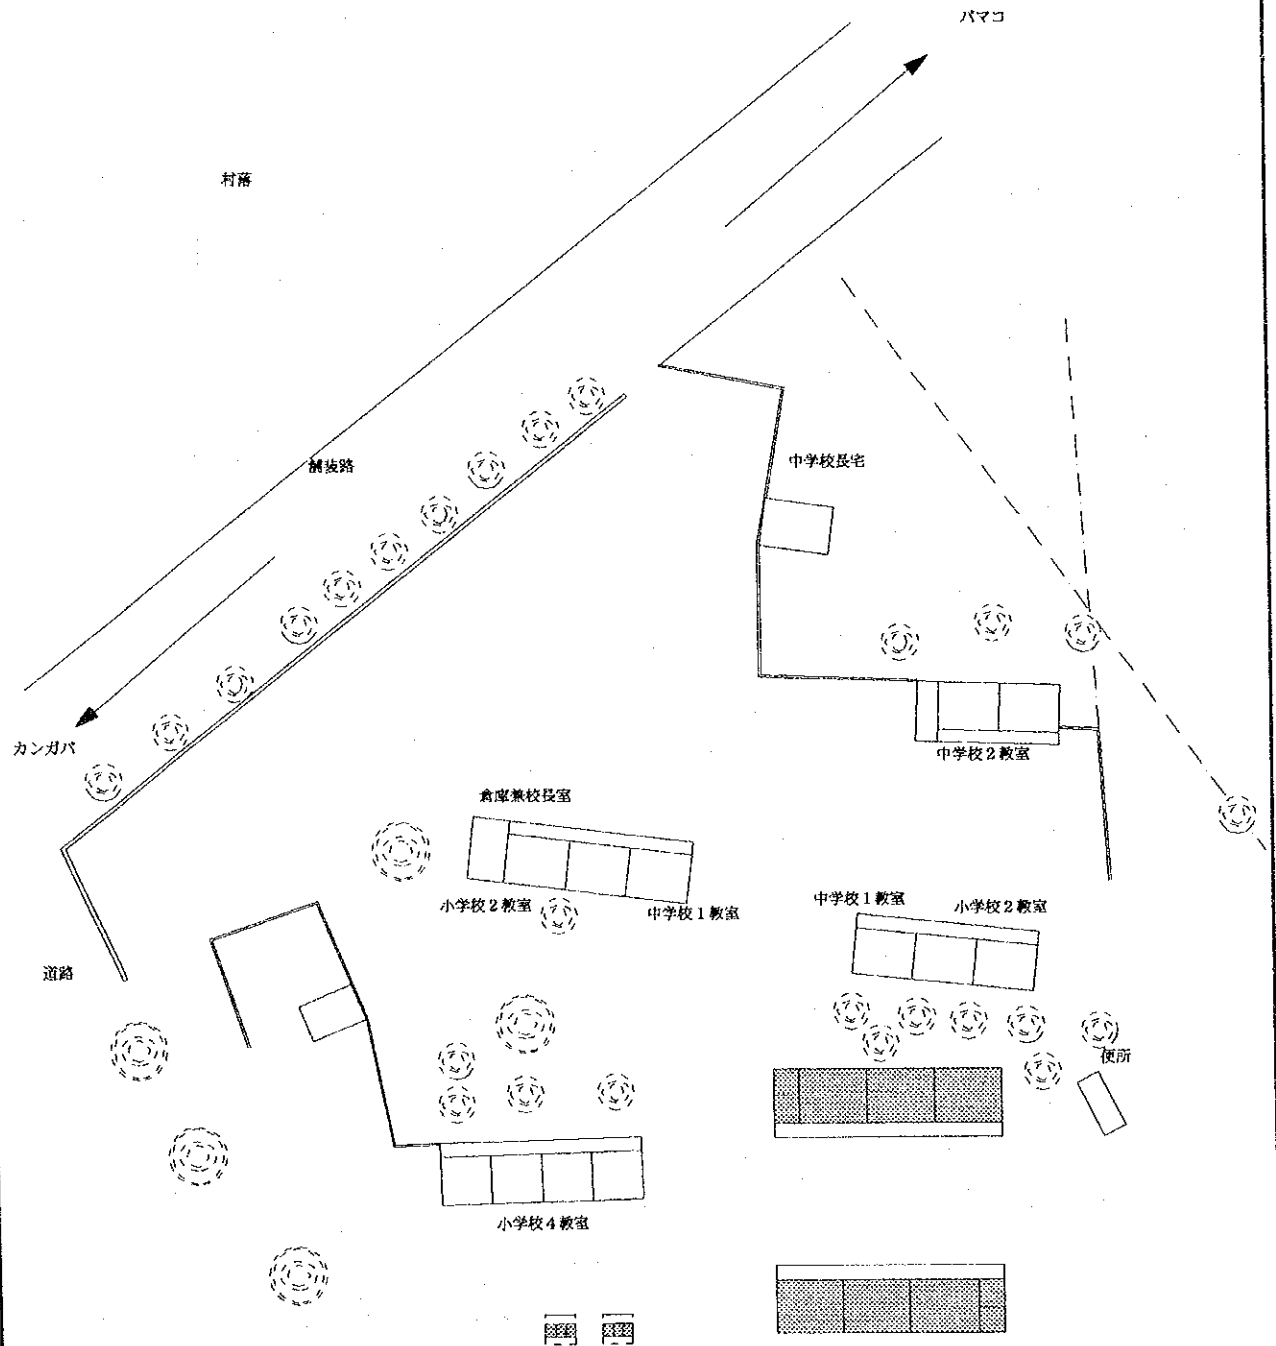 バマコ
村落
舗装路
中学校長宅
カンガバ
中学校2教室
倉庫兼校長室
小学校2教室
中学校1教室
中学校1教室
小学校2教室
道路
便所
小学校4教室